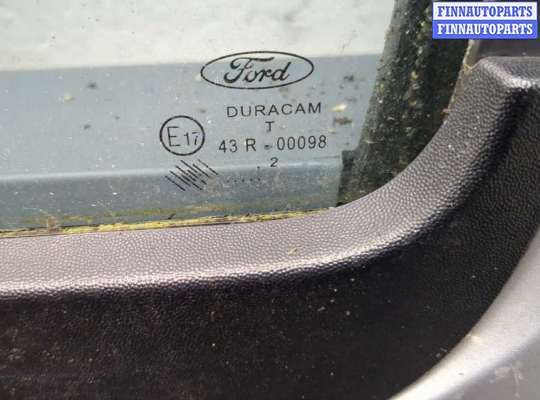 FINNAUTOPARTS
FINNAUTOPARTS
Ford
DURACAM
T
E17
43 R-00098
. 2